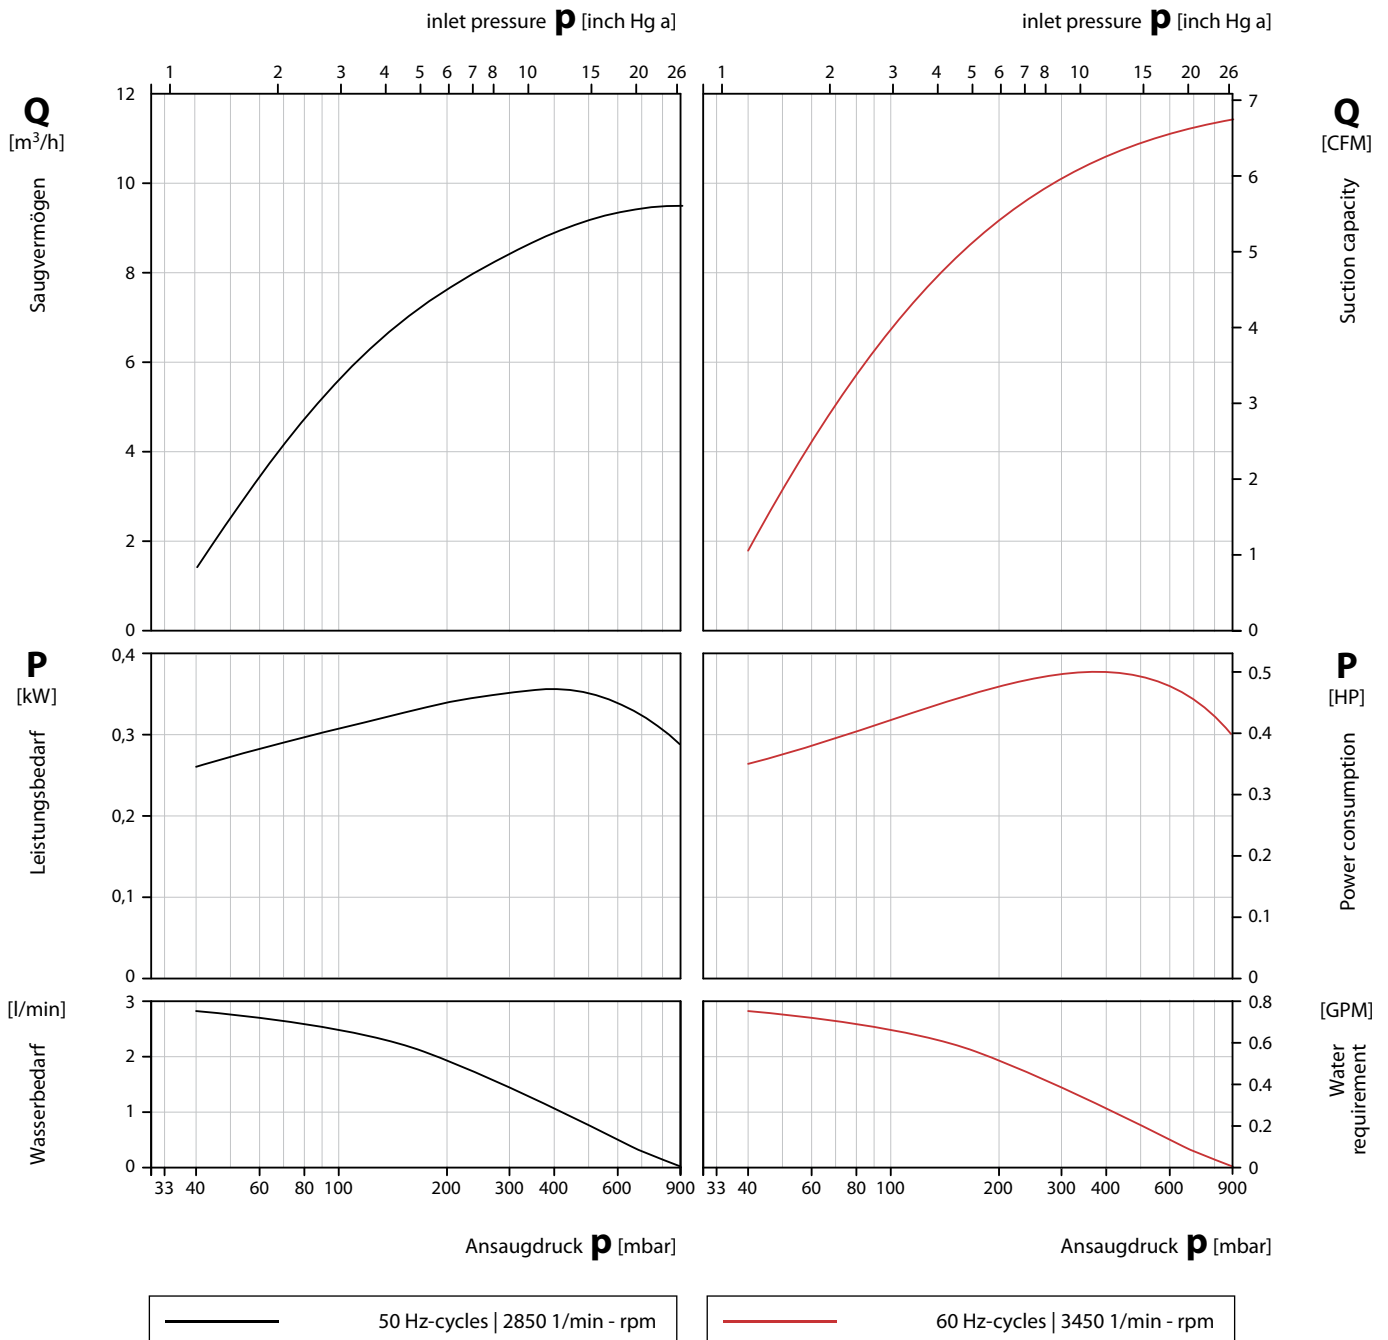 inlet pressure p [inch Hg a]
inlet pressure p [inch Hg a]
1 2 3 4 5 6 7 8 10 15 20 26
1 2 3 4 5 6 7 8 10 15 20 26
Q
[m³/h]
Saugvermögen
12
10
8
6
4
2
0
7
6
5
4
3
2
1
0
Q
[CFM]
Suction capacity
P
[kW]
Leistungsbedarf
0,4
0,3
0,2
0,1
0
0.5
0.4
0.3
0.2
0.1
0
P
[HP]
Power consumption
[l/min]
Wasserbedarf
3
2
1
0
0.8
0.6
0.4
0.2
0
[GPM]
Water
requirement
33 40 60 80 100 200 300 400 600 900
33 40 60 80 100 200 300 400 600 900
Ansaugdruck p [mbar]
Ansaugdruck p [mbar]
50 Hz-cycles | 2850 1/min - rpm
60 Hz-cycles | 3450 1/min - rpm